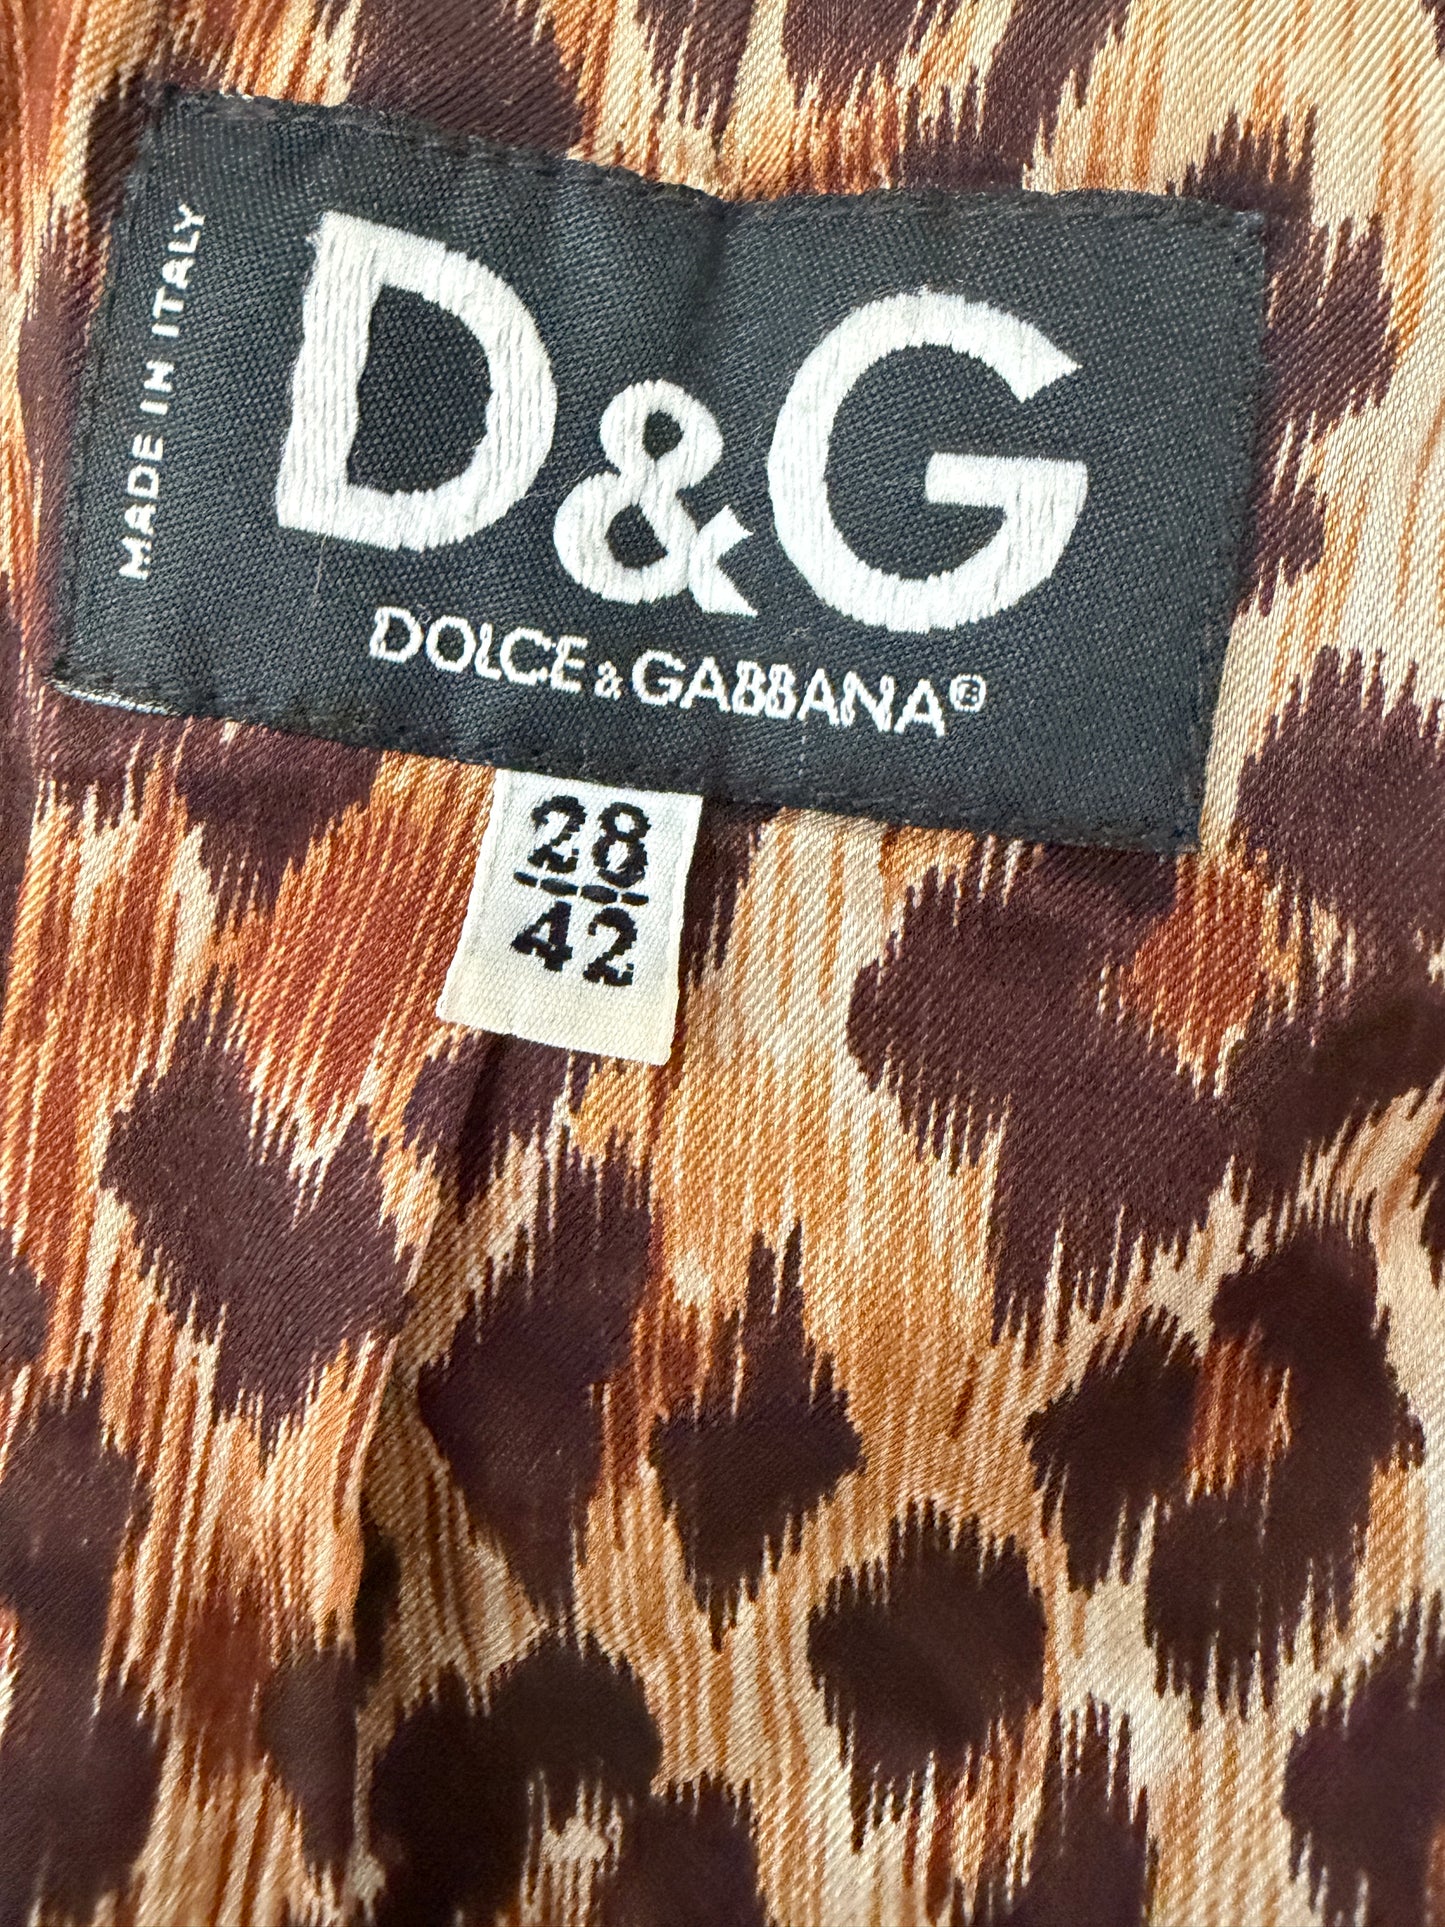 MADE IN ITALY
D&G
DOLCE & GABBANA®
28
42